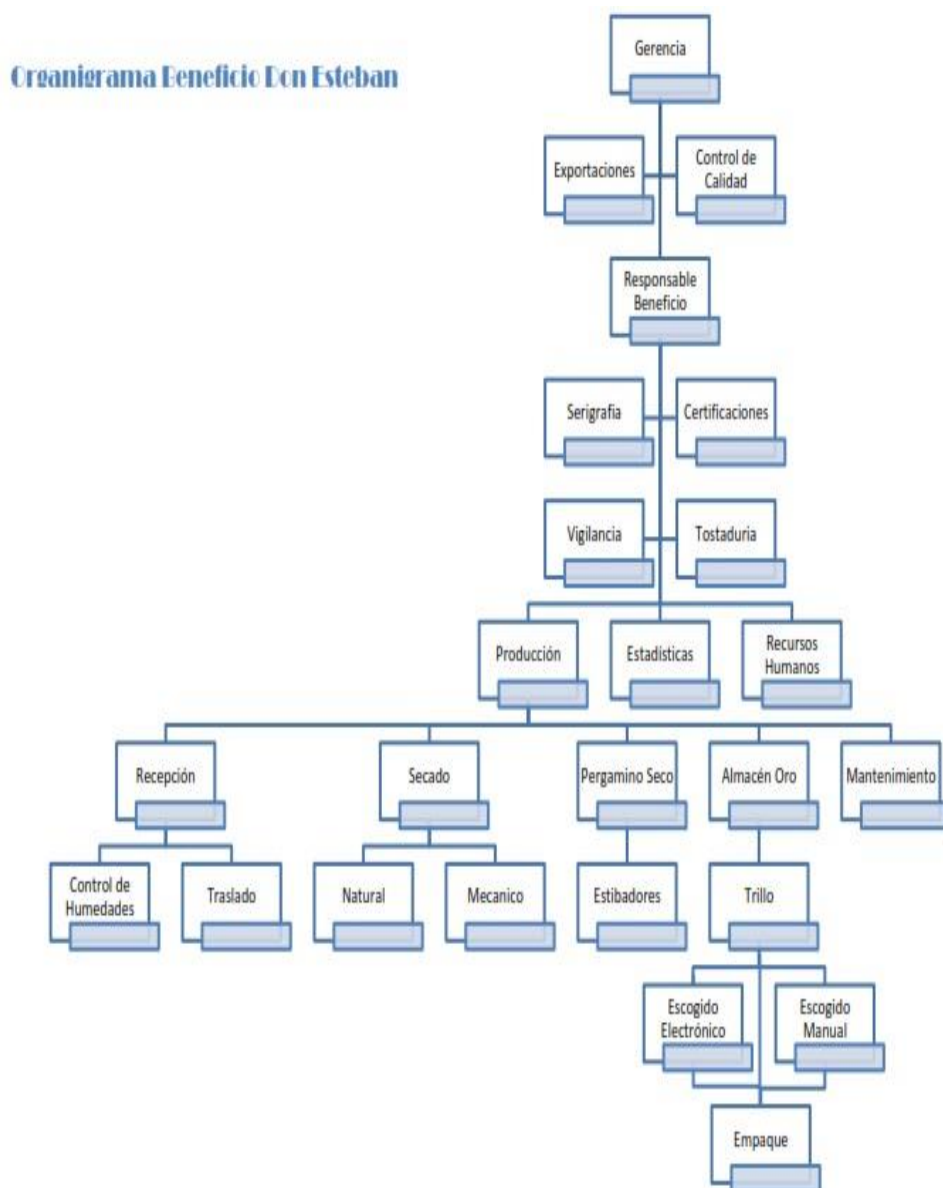 Organigrama Beneficio Don Esteban
Gerencia
Exportaciones
Control de
Calidad
Responsable
Beneficio
Serigrafia
Certificaciones
Vigilancia
Tostaduria
Producción
Estadísticas
Recursos
Humanos
Recepción
Secado
Pergamino Seco
Almacén Oro
Mantenimiento
Control de
Humedades
Traslado
Natural
Mecanico
Estibadores
Trillo
Escogido
Electrónico
Escogido
Manual
Empaque